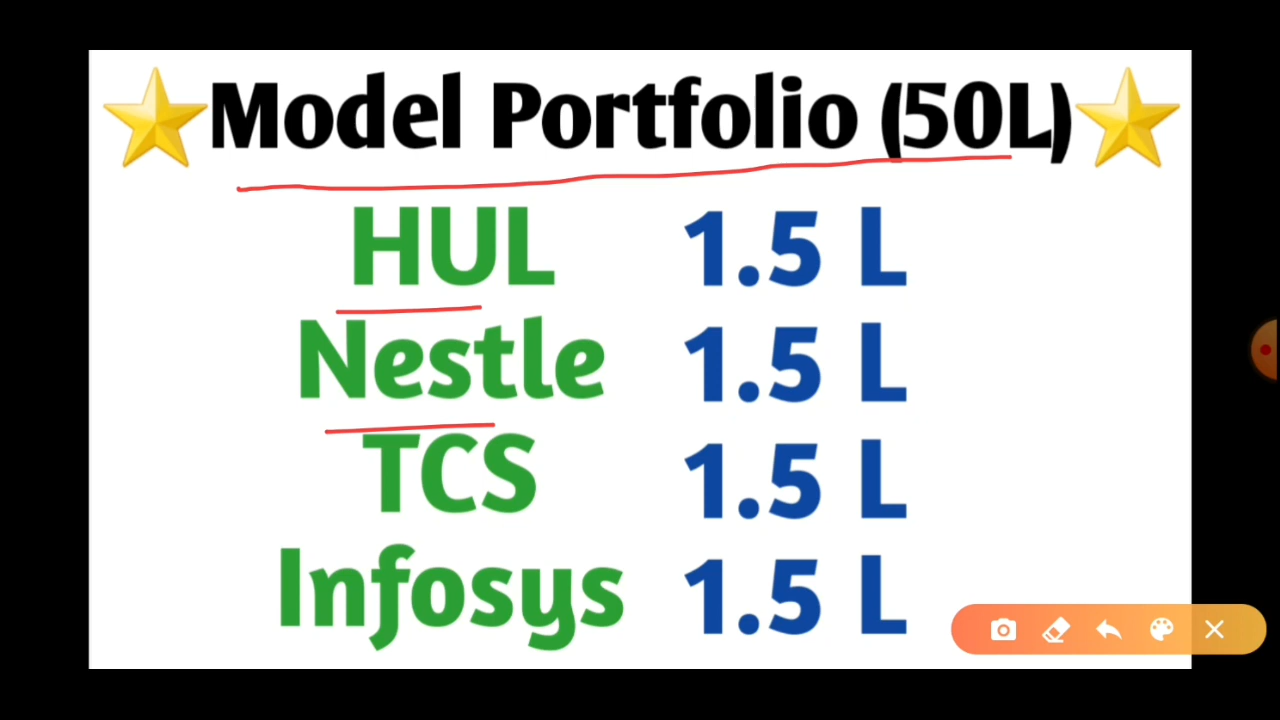 Model Portfolio (50L)
HUL 1.5 L
Nestle 1.5 L
TCS 1.5 L
Infosys 1.5 L